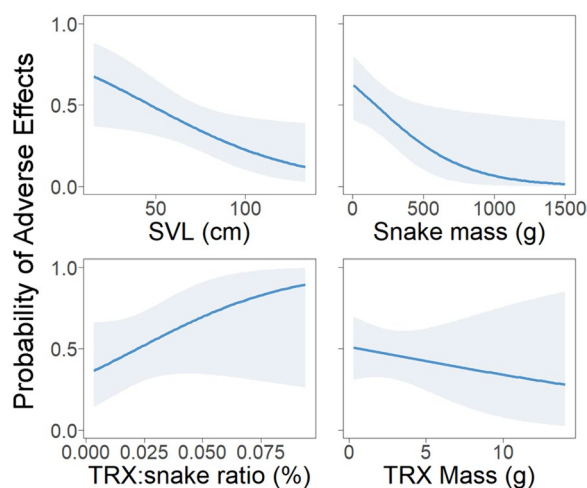 Probability of Adverse Effects
1.0
0.5
0.0
50 100
SVL (cm)
0 500 1000 1500
Snake mass (g)
1.0
0.5
0.0
0.000 0.025 0.050 0.075
TRX:snake ratio (%)
0 5 10
TRX Mass (g)